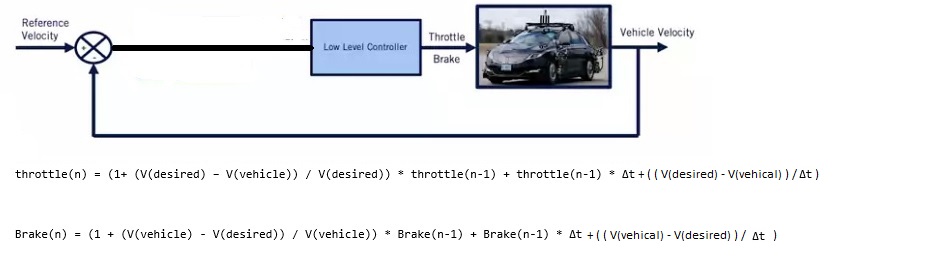 Reference
Velocity
Low Level Controller
Throttle
Brake
Vehicle Velocity
throttle(n) = (1+ (V(desired) - V(vehicle)) / V(desired)) * throttle(n-1) + throttle(n-1) * Δt +( ( V(desired) - V(vehical) ) / Δt )
Brake(n) = (1 + (V(vehicle) - V(desired)) / V(vehicle)) * Brake(n-1) + Brake(n-1) * Δt +( ( V(vehical) - V(desired) ) / Δt )